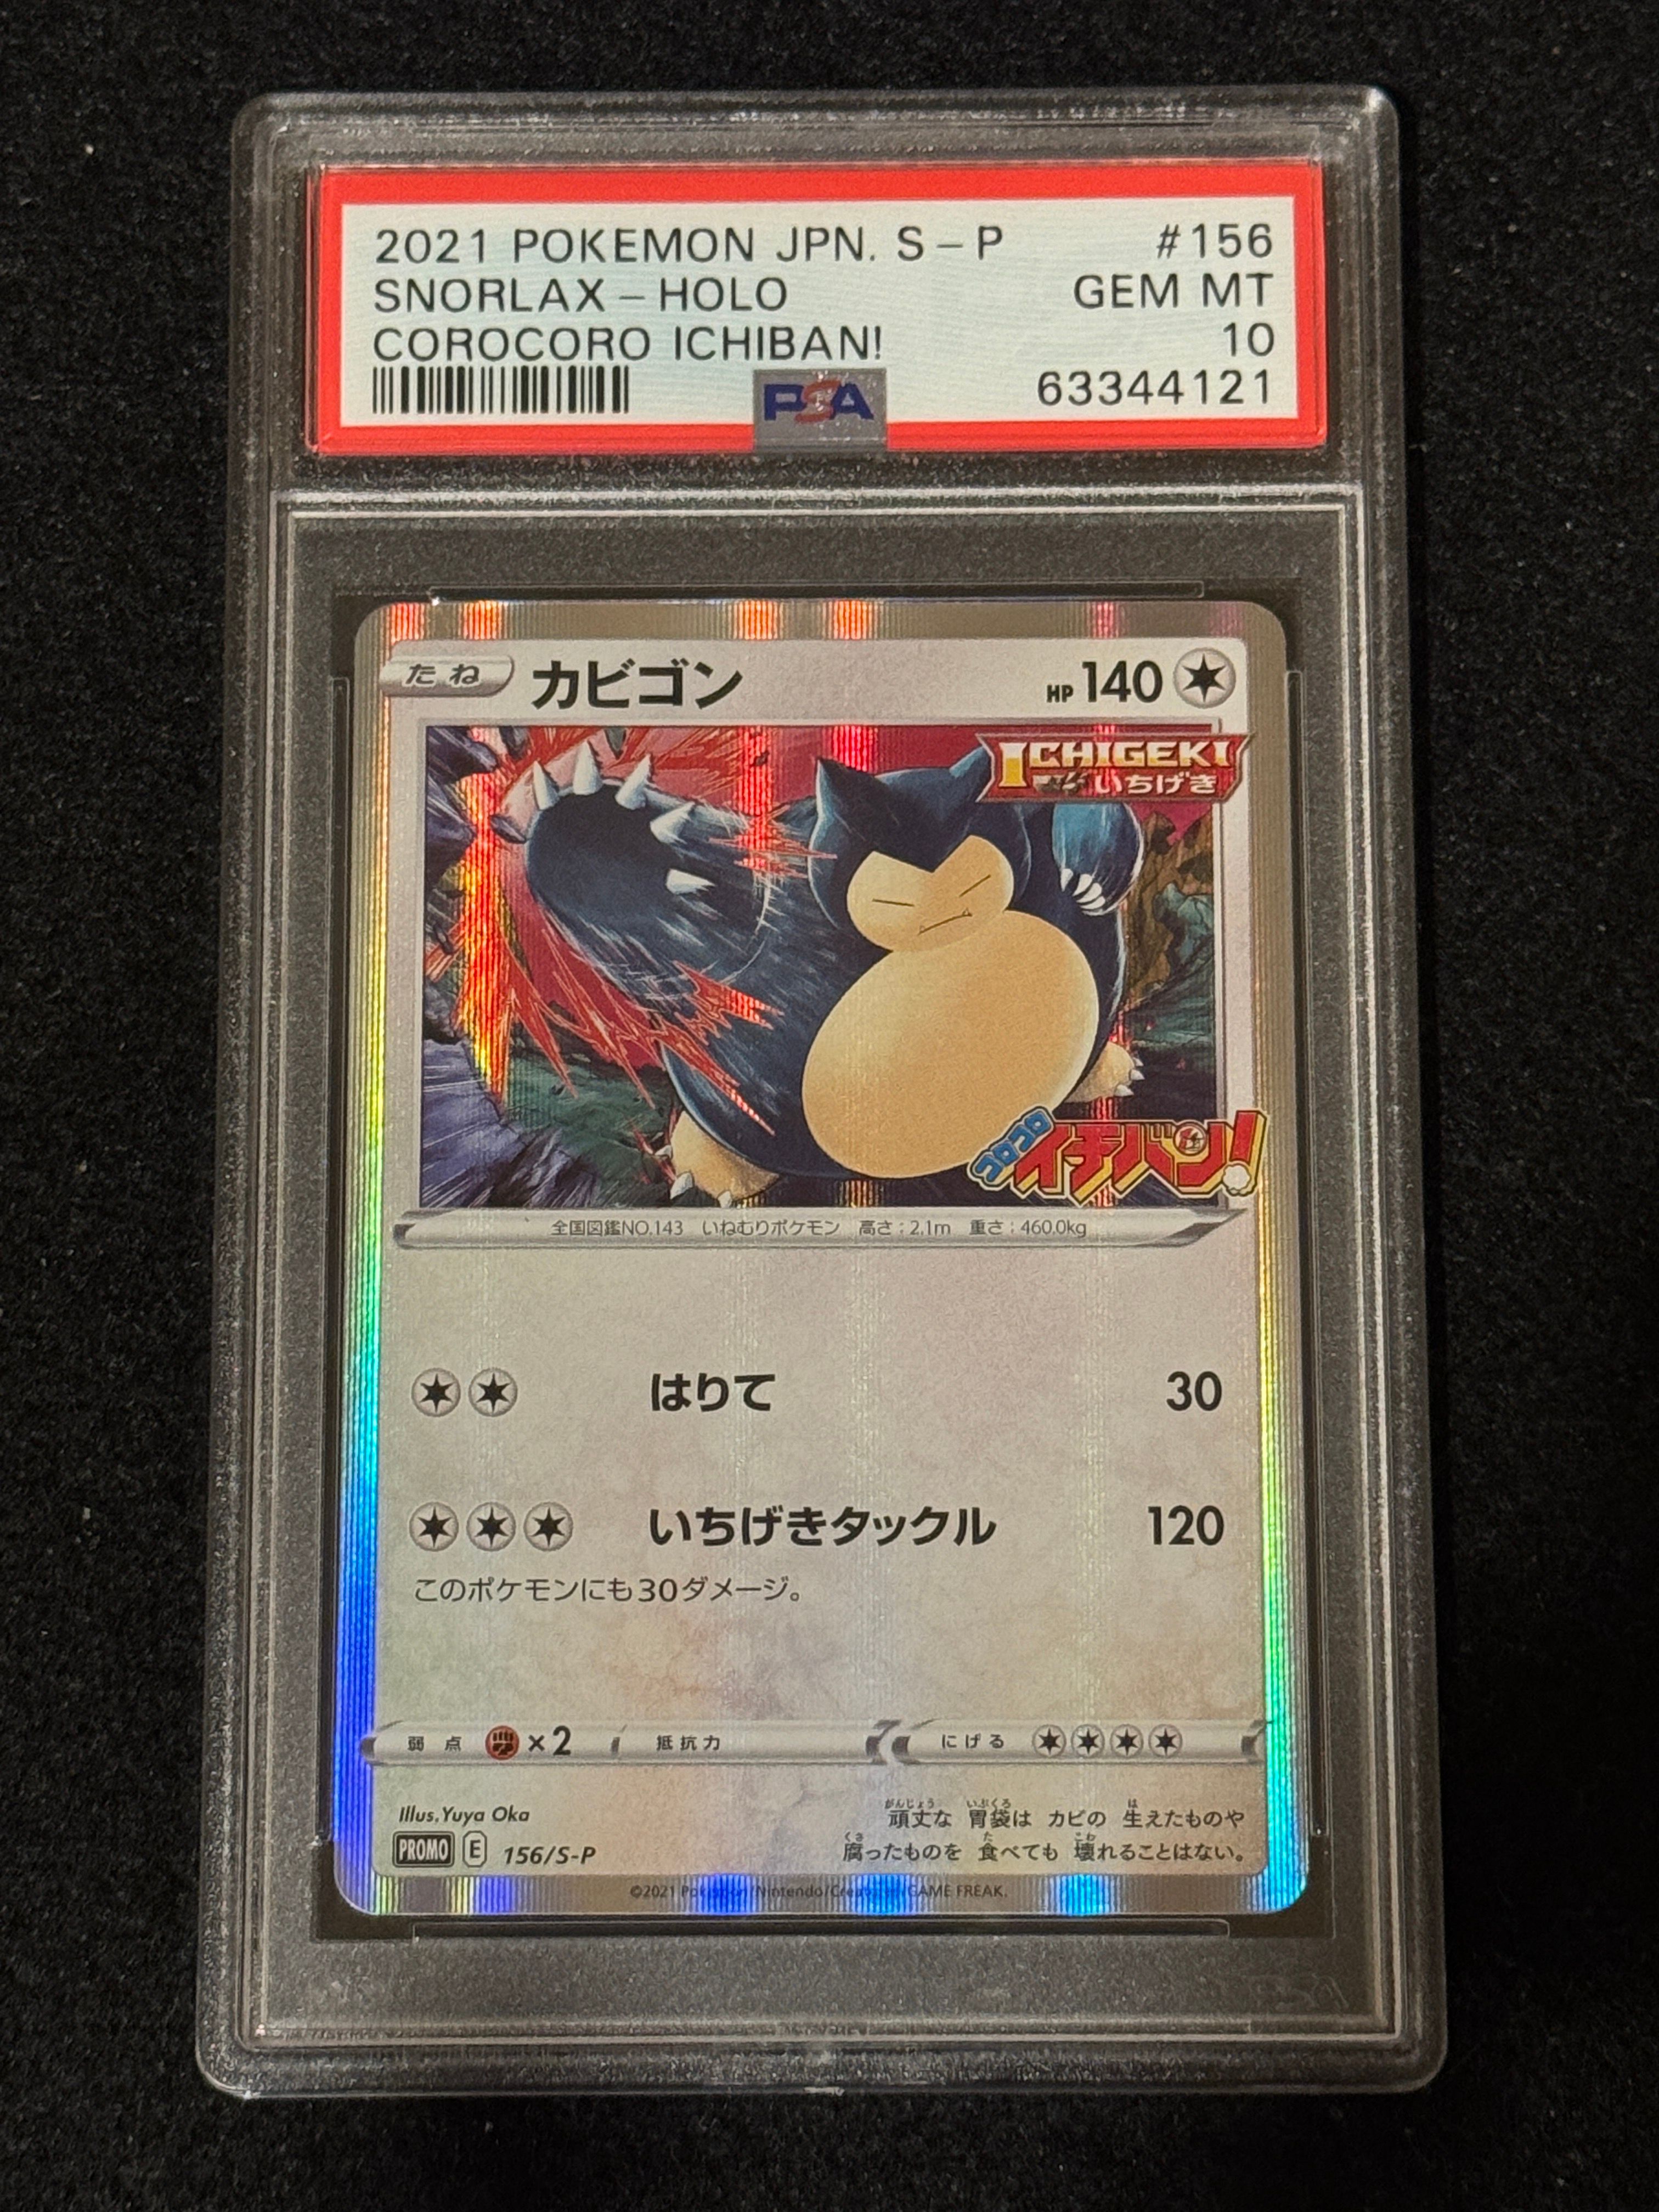 2021 POKEMON JPN. S-P #156
SNORLAX-HOLO GEM MT
COROCORO ICHIBAN! 10
PSA 63344121
たね カビゴン HP 140
ICHIGEKI
いちげき
コロコロイチバン!
全国図鑑NO.143 いねむりポケモン 高さ:2.1m 重さ:460.0kg
はりて 30
いちげきタックル 120
このポケモンにも30ダメージ。
弱点 ×2 抵抗力 にげる
Illus.Yuya Oka
PROMO E 156/S-P
頑丈な 胃袋は カビの 生えたものや
腐ったものを 食べても 壊れることはない。
©2021 Pokémon/Nintendo/Creatures/GAME FREAK.